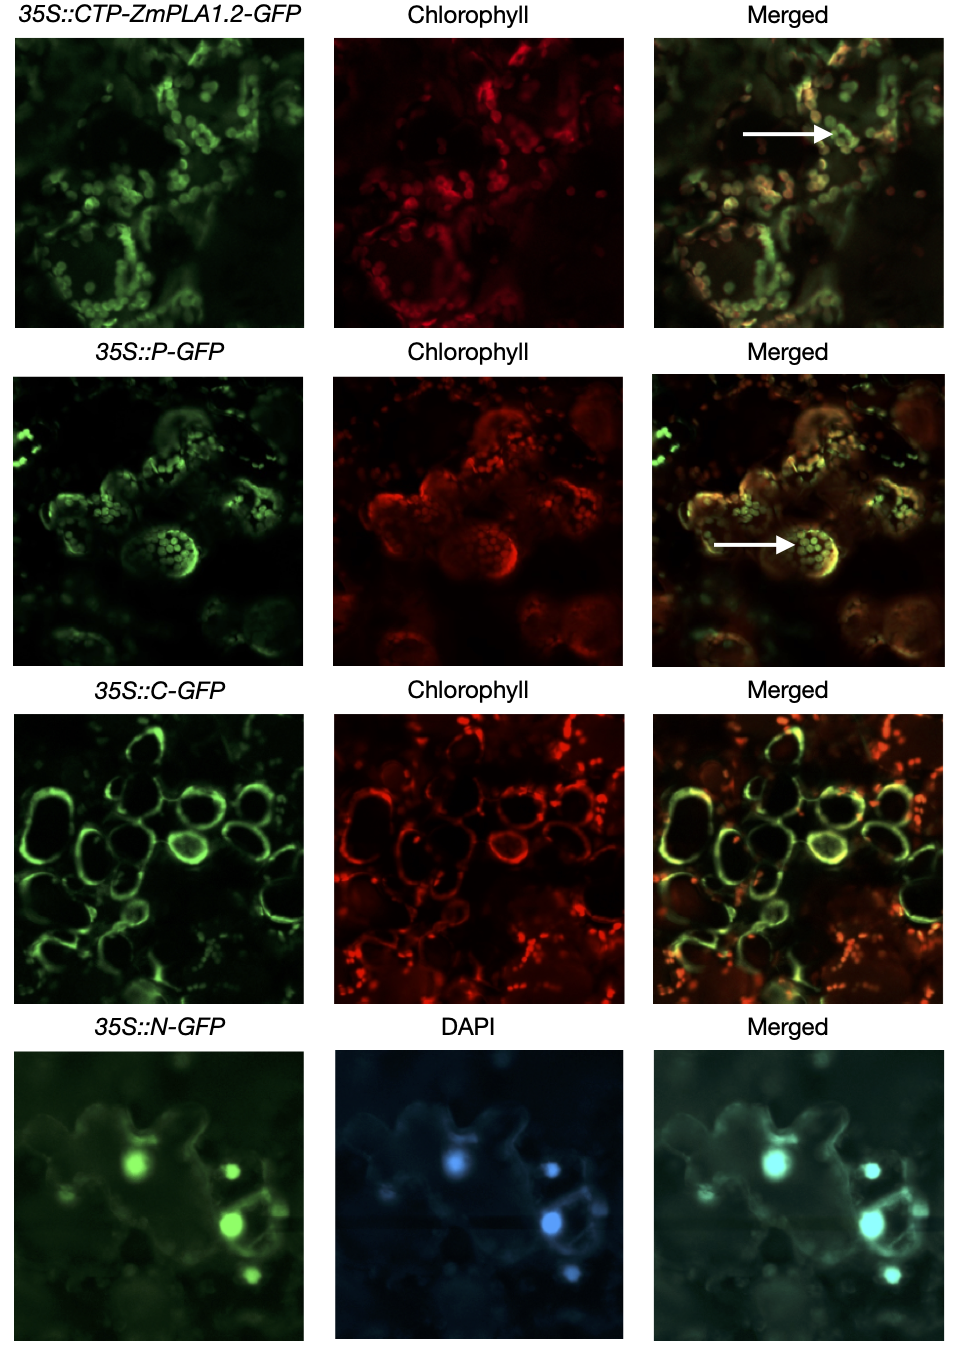 35S::CTP-ZmPLA1.2-GFP Chlorophyll Merged
35S::P-GFP Chlorophyll Merged
35S::C-GFP Chlorophyll Merged
35S::N-GFP DAPI Merged